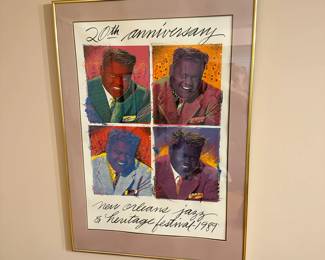 20th anniversary
new orleans jazz
& heritage festival-1989